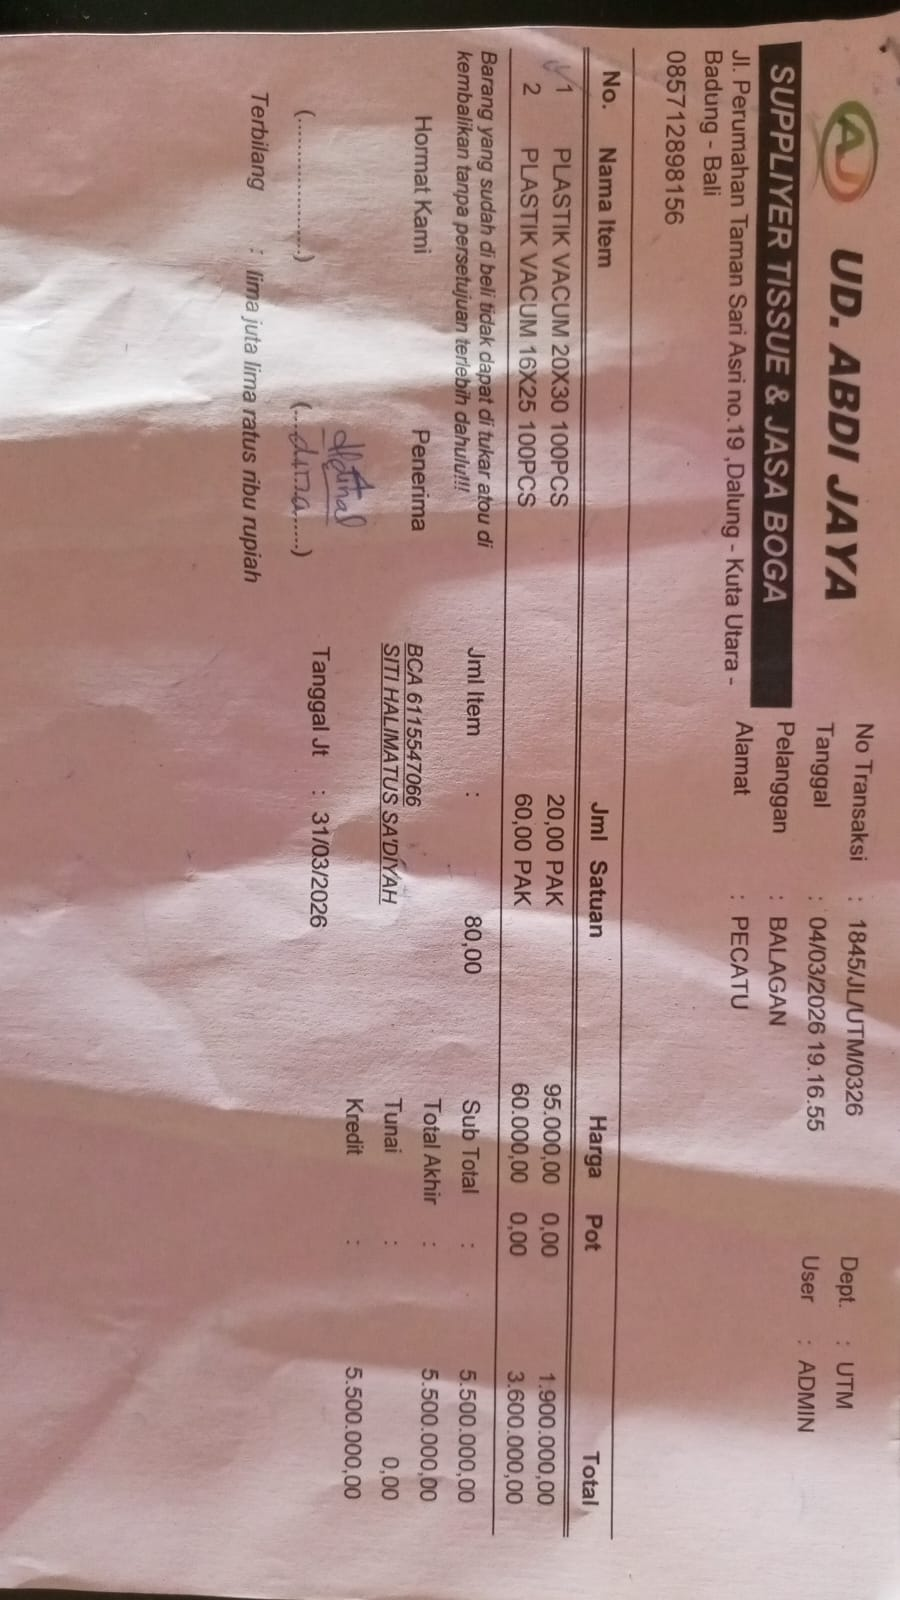 AJ UD. ABDI JAYA
SUPPLIYER TISSUE & JASA BOGA
Jl. Perumahan Taman Sari Asri no.19 ,Dalung - Kuta Utara -
Badung - Bali
085712898156
No Transaksi : 1845/JL/UTM/0326
Tanggal : 04/03/2026 19.16.55
Pelanggan : BALAGAN
Alamat : PECATU
Dept. : UTM
User : ADMIN
No. Nama Item Jml Satuan Harga Pot Total
1 PLASTIK VACUM 20X30 100PCS 20,00 PAK 95.000,00 0,00 1.900.000,00
2 PLASTIK VACUM 16X25 100PCS 60,00 PAK 60.000,00 0,00 3.600.000,00
Barang yang sudah di beli tidak dapat di tukar atou di
kembalikan tanpa persetujuan terlebih dahulu!!!
Hormat Kami Penerima
(....................) (....dina......)
Terbilang : lima juta lima ratus ribu rupiah
Jml Item : 80,00
BCA 6115547066
SITI HALIMATUS SA'DIYAH
Tanggal Jt : 31/03/2026
Sub Total : 5.500.000,00
Total Akhir : 5.500.000,00
Tunai : 0,00
Kredit : 5.500.000,00